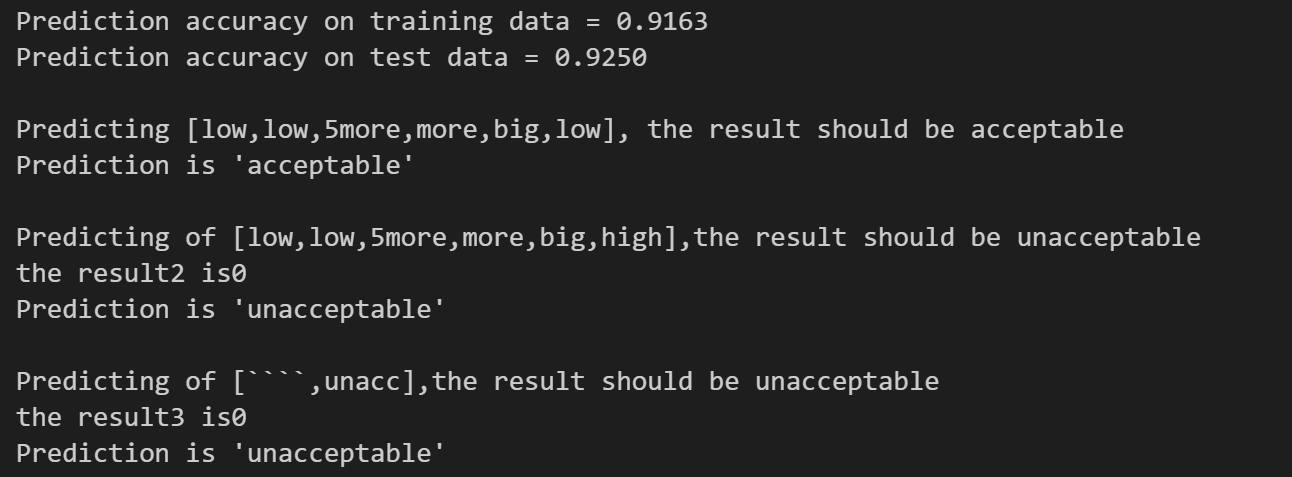 Prediction accuracy on training data = 0.9163
Prediction accuracy on test data = 0.9250
Predicting [low,low,5more,more,big,low], the result should be acceptable
Prediction is 'acceptable'
Predicting of [low,low,5more,more,big,high],the result should be unacceptable
the result2 is0
Prediction is 'unacceptable'
Predicting of [````,unacc],the result should be unacceptable
the result3 is0
Prediction is 'unacceptable'